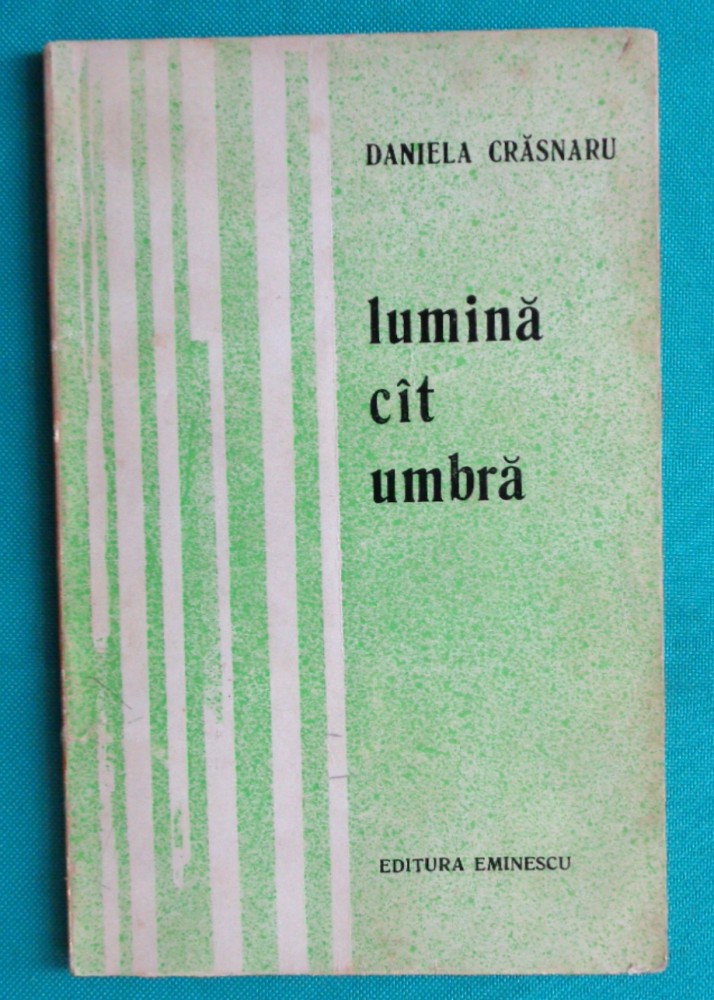 DANIELA CRĂSNARU
lumină
cît
umbră
EDITURA EMINESCU